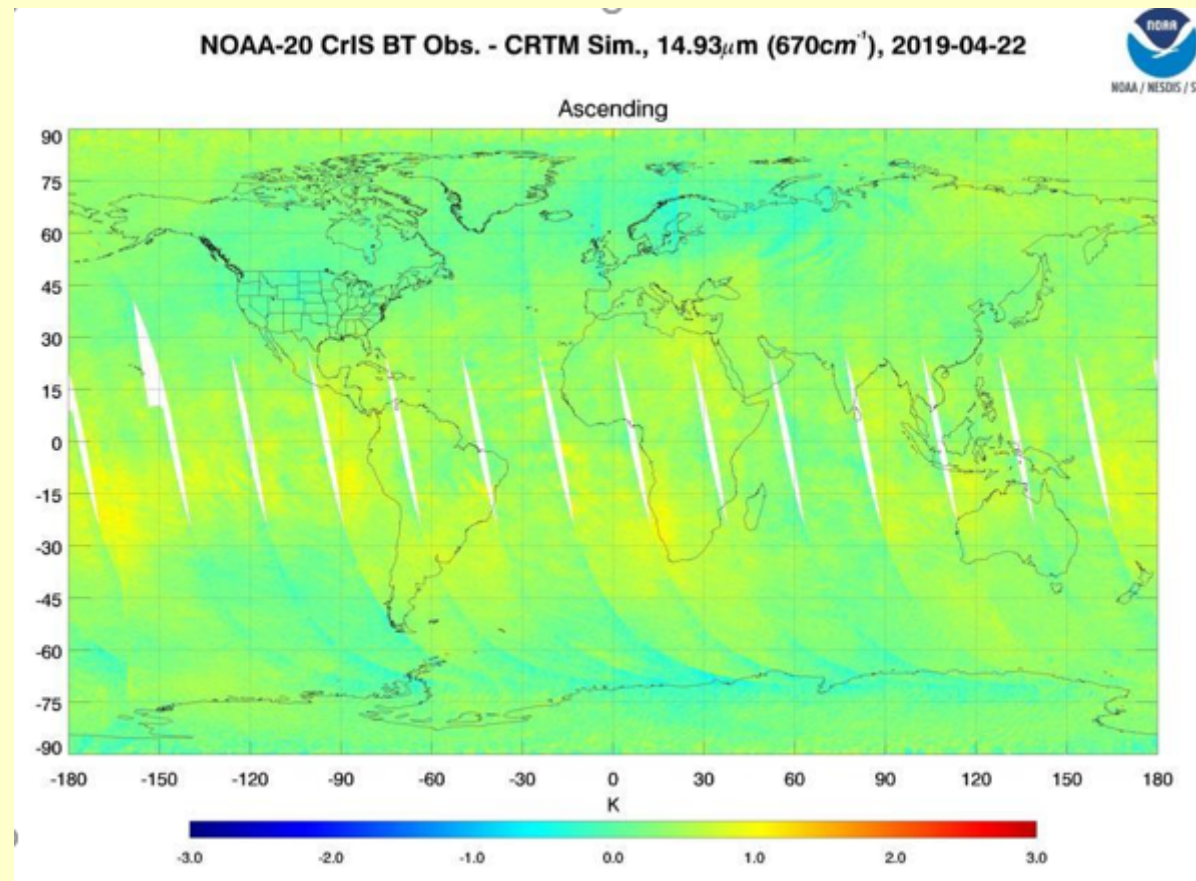 NOAA-20 CrIS BT Obs. - CRTM Sim., 14.93μm (670cm⁻¹), 2019-04-22
NOAA
NOAA / NESDIS / S
Ascending
90
75
60
45
30
15
0
-15
-30
-45
-60
-75
-90
-180 -150 -120 -90 -60 -30 0 30 60 90 120 150 180
K
-3.0 -2.0 -1.0 0.0 1.0 2.0 3.0